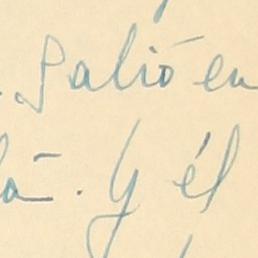 . Salió en
. Y él